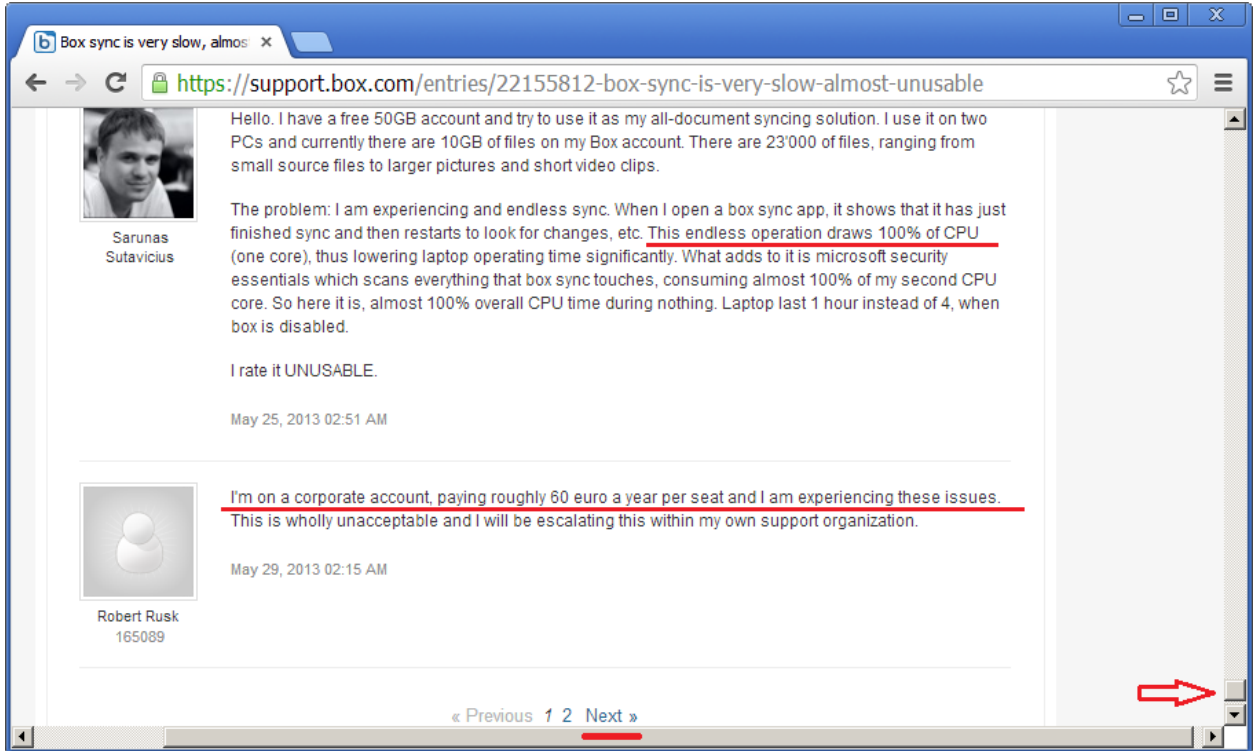 Box sync is very slow, almos
https://support.box.com/entries/22155812-box-sync-is-very-slow-almost-unusable
Hello. I have a free 50GB account and try to use it as my all-document syncing solution. I use it on two
PCs and currently there are 10GB of files on my Box account. There are 23'000 of files, ranging from
small source files to larger pictures and short video clips.
The problem: I am experiencing and endless sync. When I open a box sync app, it shows that it has just
finished sync and then restarts to look for changes, etc. This endless operation draws 100% of CPU
(one core), thus lowering laptop operating time significantly. What adds to it is microsoft security
essentials which scans everything that box sync touches, consuming almost 100% of my second CPU
core. So here it is, almost 100% overall CPU time during nothing. Laptop last 1 hour instead of 4, when
box is disabled.
I rate it UNUSABLE.
May 25, 2013 02:51 AM
Sarunas
Sutavicius
I'm on a corporate account, paying roughly 60 euro a year per seat and I am experiencing these issues.
This is wholly unacceptable and I will be escalating this within my own support organization.
May 29, 2013 02:15 AM
Robert Rusk
165089
« Previous 1 2 Next »